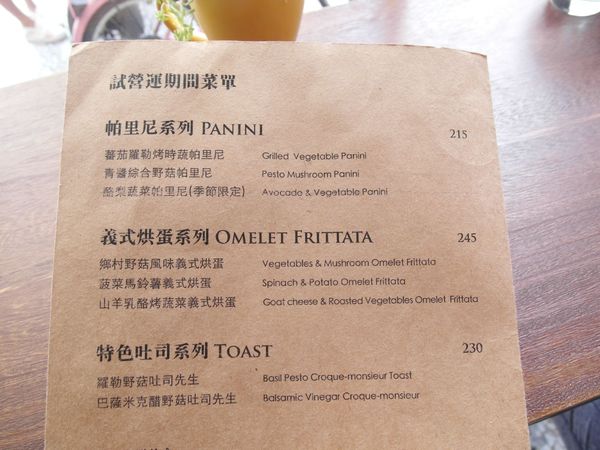 試營運期間菜單
帕里尼系列 PANINI 215
蕃茄羅勒烤時蔬帕里尼 Grilled Vegetable Panini
青醬綜合野菇帕里尼 Pesto Mushroom Panini
酪梨蔬菜帕里尼(季節限定) Avocado & Vegetable Panini
義式烘蛋系列 OMELET FRITTATA 245
鄉村野菇風味義式烘蛋 Vegetables & Mushroom Omelet Frittata
菠菜馬鈴薯義式烘蛋 Spinach & Potato Omelet Frittata
山羊乳酪烤蔬菜義式烘蛋 Goat cheese & Roasted Vegetables Omelet Frittata
特色吐司系列 TOAST 230
羅勒野菇吐司先生 Basil Pesto Croque-monsieur Toast
巴薩米克醋野菇吐司先生 Balsamic Vinegar Croque-monsieur